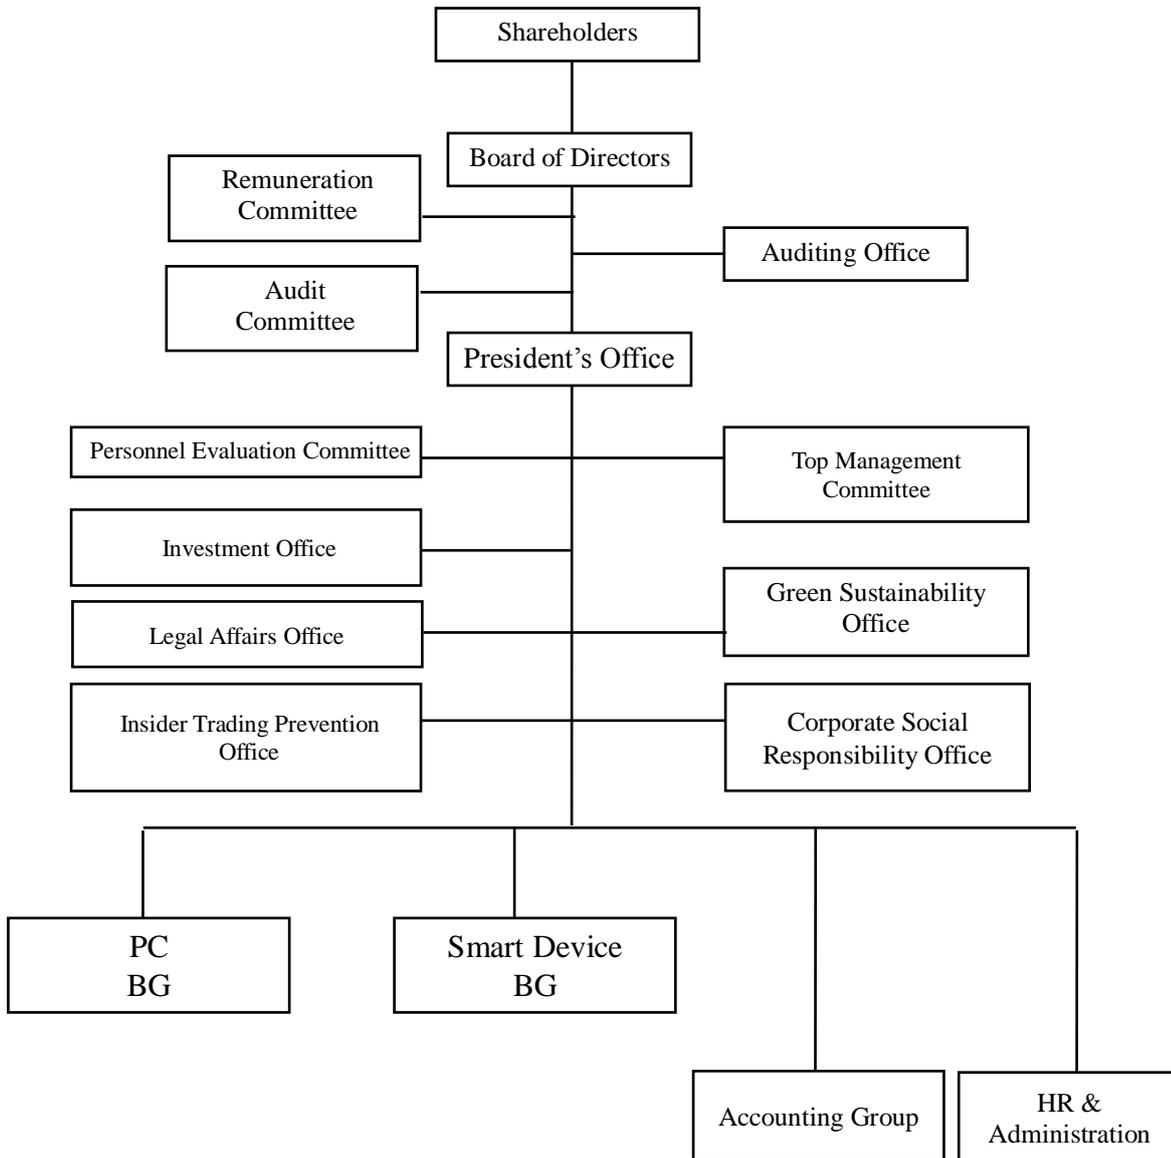 Shareholders
Board of Directors
Remuneration
Committee
Auditing Office
Audit
Committee
President’s Office
Personnel Evaluation Committee
Top Management
Committee
Investment Office
Green Sustainability
Office
Legal Affairs Office
Insider Trading Prevention
Office
Corporate Social
Responsibility Office
PC
BG
Smart Device
BG
Accounting Group
HR &
Administration